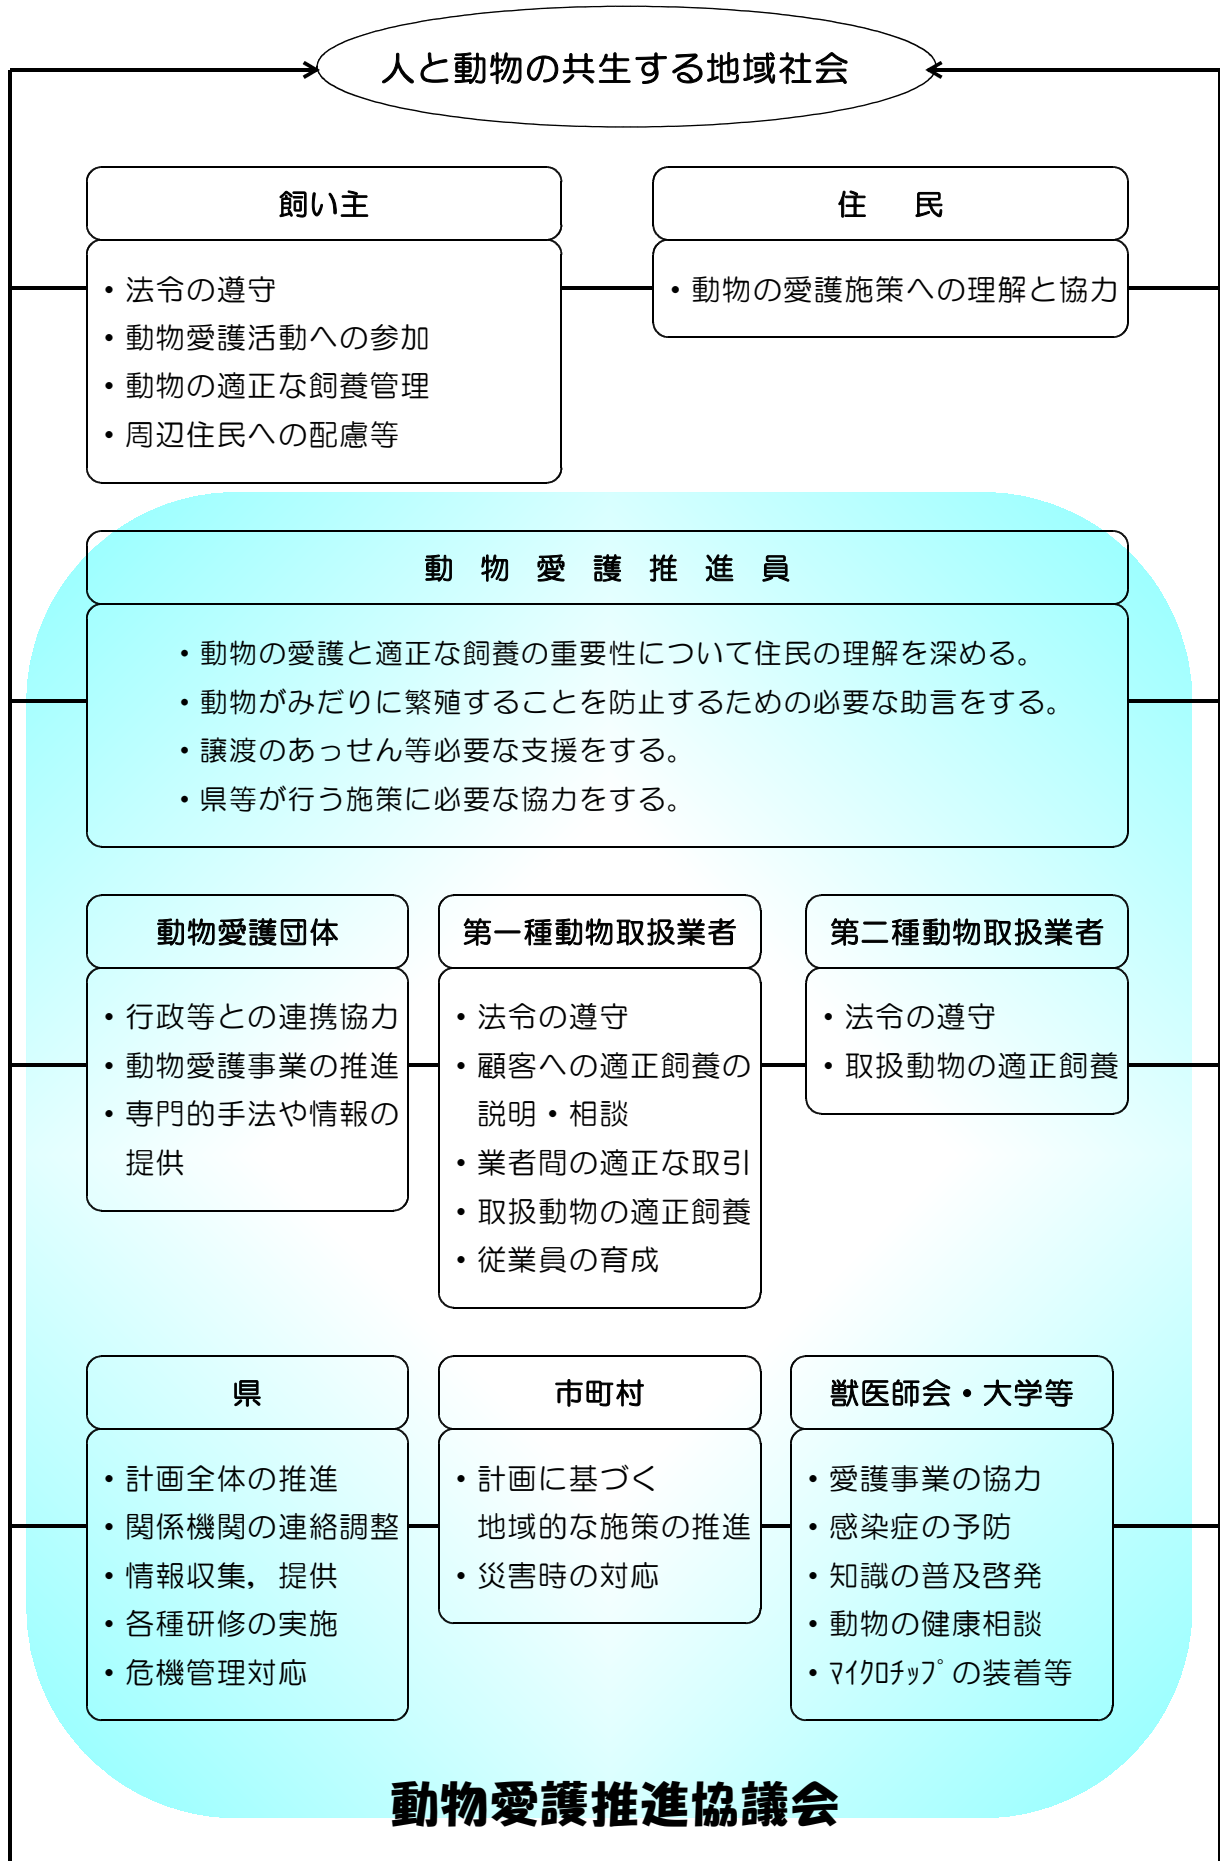 人と動物の共生する地域社会
飼い主
・法令の遵守
・動物愛護活動への参加
・動物の適正な飼養管理
・周辺住民への配慮等
住　民
・動物の愛護施策への理解と協力
動 物 愛 護 推 進 員
・動物の愛護と適正な飼養の重要性について住民の理解を深める。
・動物がみだりに繁殖することを防止するための必要な助言をする。
・譲渡のあっせん等必要な支援をする。
・県等が行う施策に必要な協力をする。
動物愛護団体
・行政等との連携協力
・動物愛護事業の推進
・専門的手法や情報の
提供
第一種動物取扱業者
・法令の遵守
・顧客への適正飼養の
説明・相談
・業者間の適正な取引
・取扱動物の適正飼養
・従業員の育成
第二種動物取扱業者
・法令の遵守
・取扱動物の適正飼養
県
・計画全体の推進
・関係機関の連絡調整
・情報収集，提供
・各種研修の実施
・危機管理対応
市町村
・計画に基づく
地域的な施策の推進
・災害時の対応
獣医師会・大学等
・愛護事業の協力
・感染症の予防
・知識の普及啓発
・動物の健康相談
・ﾏｲｸﾛﾁｯﾌﾟの装着等
動物愛護推進協議会